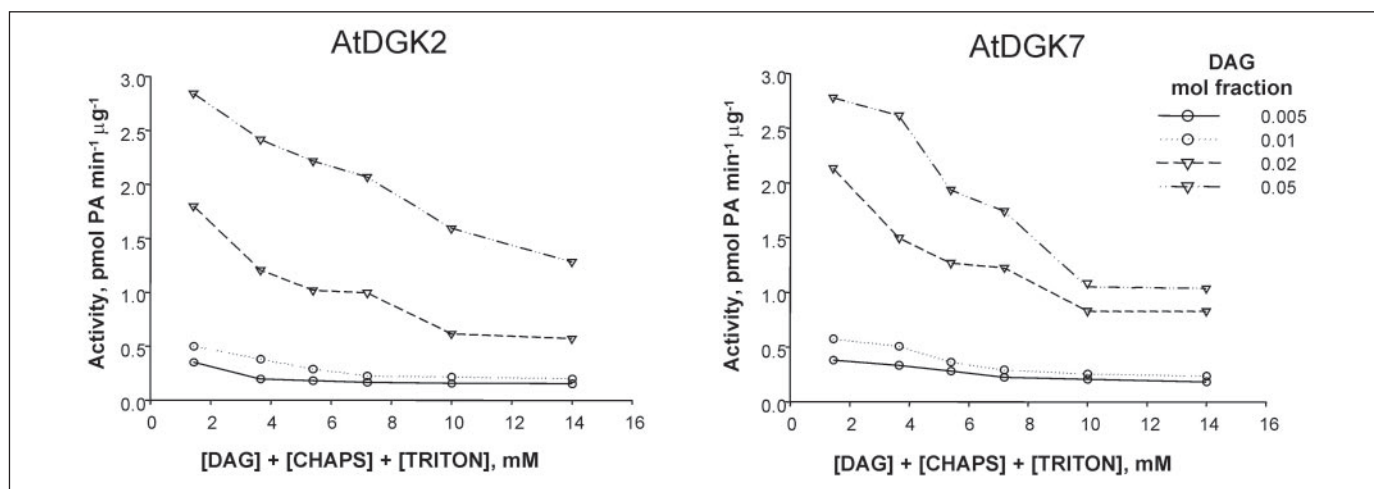 AtDGK2
Activity, pmol PA min-1 μg-1
3.0
2.5
2.0
1.5
1.0
0.5
0.0
0 2 4 6 8 10 12 14 16
[DAG] + [CHAPS] + [TRITON], mM
AtDGK7
Activity, pmol PA min-1 μg-1
3.0
2.5
2.0
1.5
1.0
0.5
0.0
0 2 4 6 8 10 12 14 16
[DAG] + [CHAPS] + [TRITON], mM
DAG
mol fraction
0.005
0.01
0.02
0.05